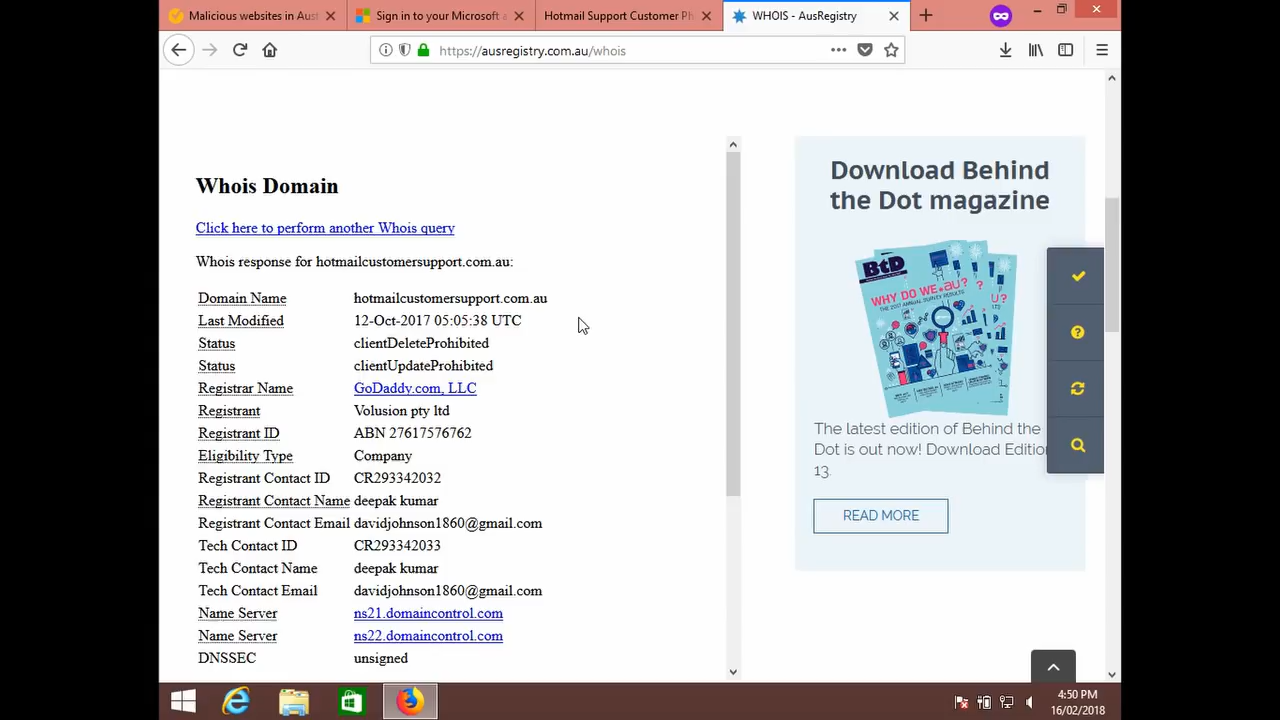 Malicious websites in Aust
Sign in to your Microsoft a
Hotmail Support Customer Ph
WHOIS - AusRegistry
https://ausregistry.com.au/whois
Whois Domain
Click here to perform another Whois query
Whois response for hotmailcustomersupport.com.au:
Domain Name hotmailcustomersupport.com.au
Last Modified 12-Oct-2017 05:05:38 UTC
Status clientDeleteProhibited
Status clientUpdateProhibited
Registrar Name GoDaddy.com, LLC
Registrant Volusion pty ltd
Registrant ID ABN 27617576762
Eligibility Type Company
Registrant Contact ID CR293342032
Registrant Contact Name deepak kumar
Registrant Contact Email davidjohnson1860@gmail.com
Tech Contact ID CR293342033
Tech Contact Name deepak kumar
Tech Contact Email davidjohnson1860@gmail.com
Name Server ns21.domaincontrol.com
Name Server ns22.domaincontrol.com
DNSSEC unsigned
Download Behind
the Dot magazine
BtD
WHY DO WE .au?
The latest edition of Behind the
Dot is out now! Download Edition
13.
READ MORE
4:50 PM
16/02/2018